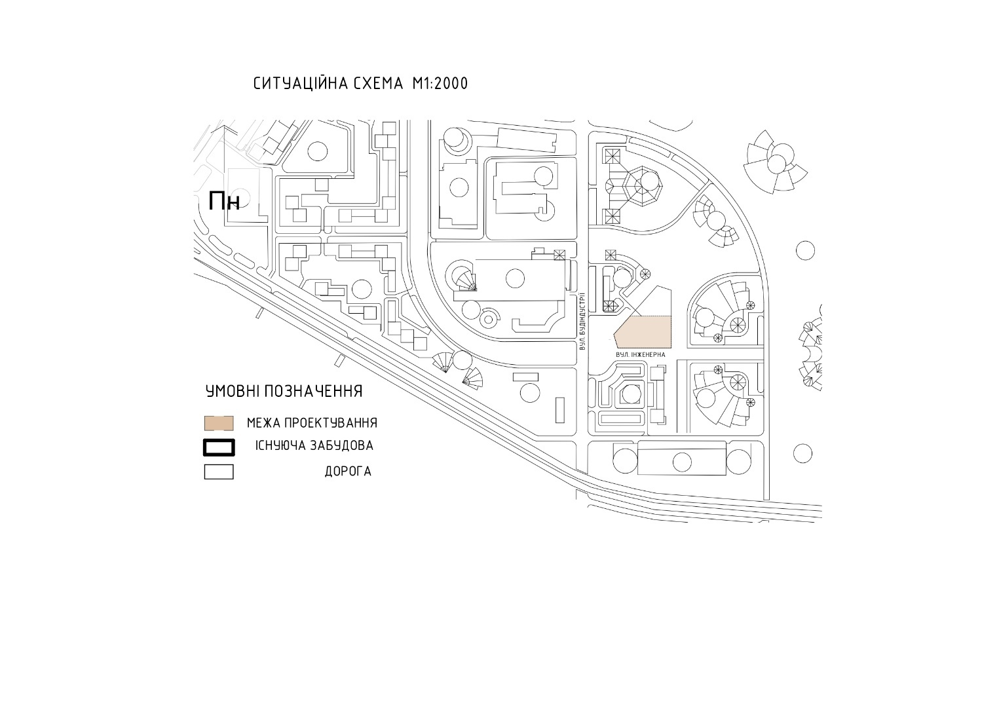 СИТУАЦІЙНА СХЕМА М1:2000
Пн
ВУЛ. БУДІНДУСТРІЇ
ВУЛ. ІНЖЕНЕРНА
УМОВНІ ПОЗНАЧЕННЯ
МЕЖА ПРОЕКТУВАННЯ
ІСНУЮЧА ЗАБУДОВА
ДОРОГА